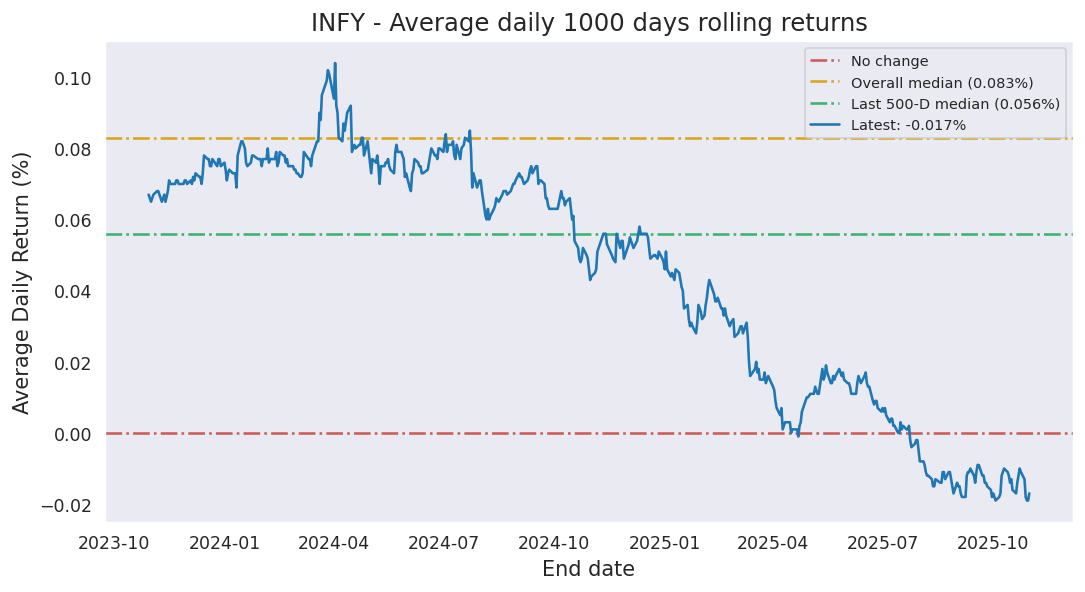 INFY - Average daily 1000 days rolling returns
No change
Overall median (0.083%)
Last 500-D median (0.056%)
Latest: -0.017%
Average Daily Return (%)
0.10
0.08
0.06
0.04
0.02
0.00
−0.02
2023-10 2024-01 2024-04 2024-07 2024-10 2025-01 2025-04 2025-07 2025-10
End date